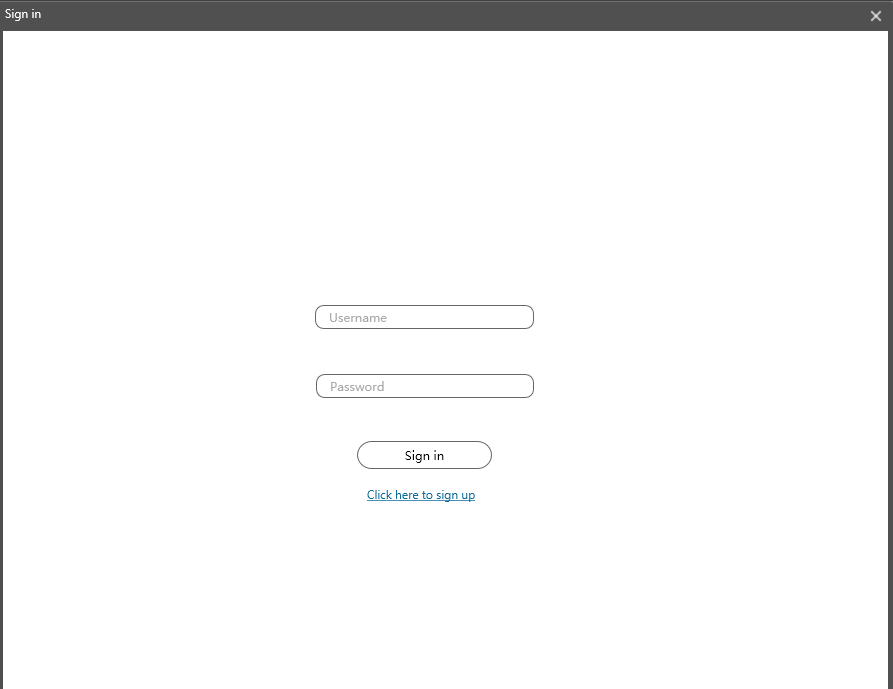 Sign in
Username
Password
Sign in
Click here to sign up